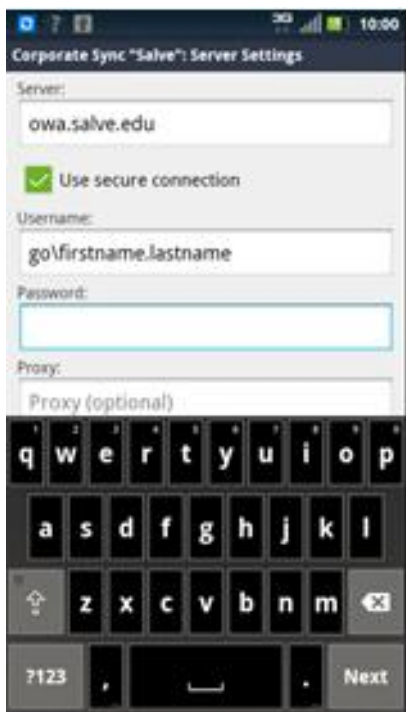 3G 10:00
Corporate Sync "Salve": Server Settings
Server:
owa.salve.edu
Use secure connection
Username:
go\firstname.lastname
Password:
Proxy:
Proxy (optional)
q w e r t y u i o p
a s d f g h j k l
z x c v b n m
?123 , . Next